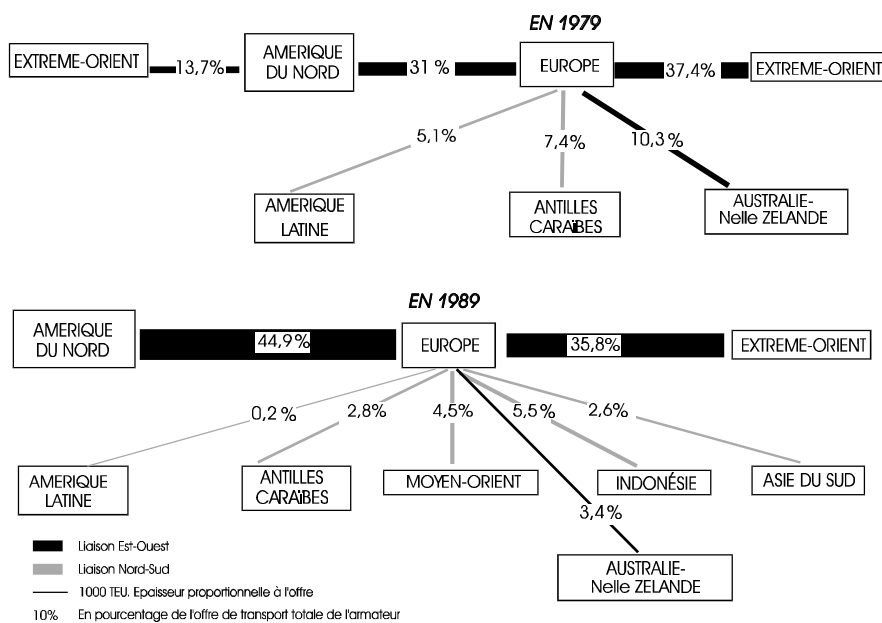 EN 1979
EXTREME-ORIENT
13,7%
AMERIQUE
DU NORD
31 %
EUROPE
37,4%
EXTREME-ORIENT
5,1%
7,4%
10,3%
AMERIQUE
LATINE
ANTILLES
CARAÏBES
AUSTRALIE-
Nelle ZELANDE
EN 1989
AMERIQUE
DU NORD
44,9%
EUROPE
35,8%
EXTREME-ORIENT
0,2%
2,8%
4,5%
5,5%
2,6%
AMERIQUE
LATINE
ANTILLES
CARAÏBES
MOYEN-ORIENT
INDONÉSIE
ASIE DU SUD
3,4%
AUSTRALIE-
Nelle ZELANDE
Liaison Est-Ouest
Liaison Nord-Sud
1000 TEU. Epaisseur proportionnelle à l'offre
10% En pourcentage de l'offre de transport totale de l'armateur